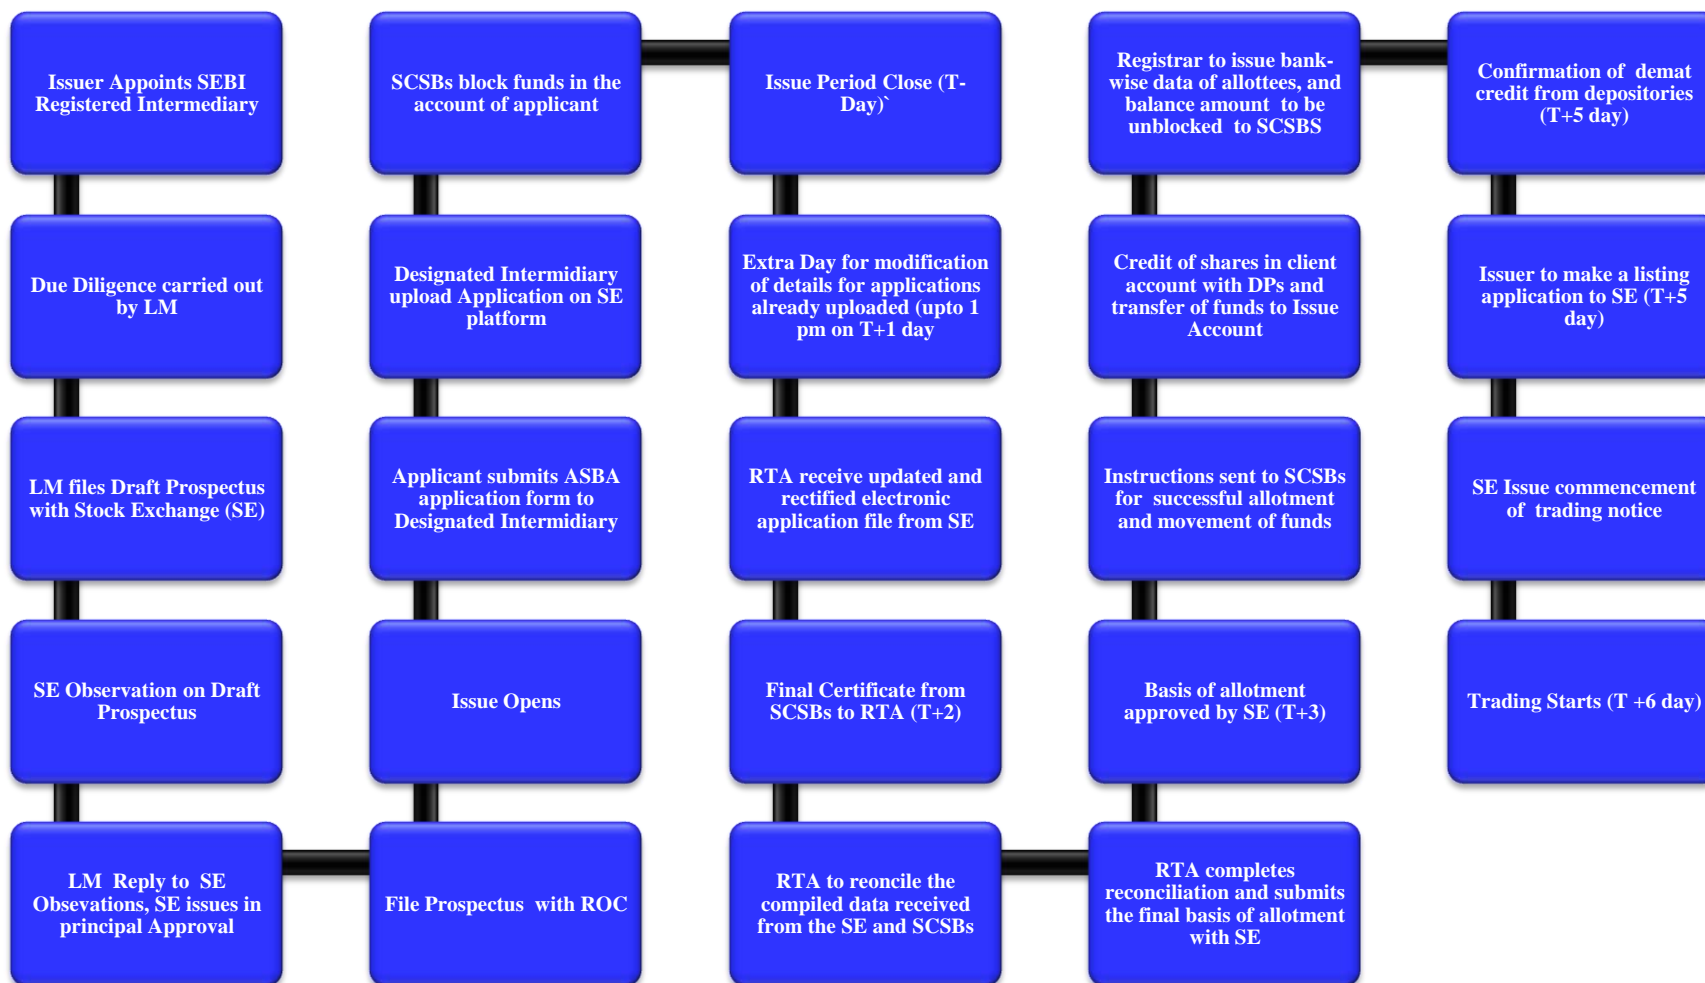 Issuer Appoints SEBI
Registered Intermediary
Due Diligence carried out
by LM
LM files Draft Prospectus
with Stock Exchange (SE)
SE Observation on Draft
Prospectus
LM Reply to SE
Obsevations, SE issues in
principal Approval
File Prospectus with ROC
Issue Opens
Applicant submits ASBA
application form to
Designated Intermidiary
Designated Intermidiary
upload Application on SE
platform
SCSBs block funds in the
account of applicant
Issue Period Close (T-
Day)`
Extra Day for modification
of details for applications
already uploaded (upto 1
pm on T+1 day
RTA receive updated and
rectified electronic
application file from SE
Final Certificate from
SCSBs to RTA (T+2)
RTA to reconcile the
compiled data received
from the SE and SCSBs
RTA completes
reconciliation and submits
the final basis of allotment
with SE
Basis of allotment
approved by SE (T+3)
Instructions sent to SCSBs
for successful allotment
and movement of funds
Credit of shares in client
account with DPs and
transfer of funds to Issue
Account
Registrar to issue bank-
wise data of allottees, and
balance amount to be
unblocked to SCSBS
Confirmation of demat
credit from depositories
(T+5 day)
Issuer to make a listing
application to SE (T+5
day)
SE Issue commencement
of trading notice
Trading Starts (T +6 day)